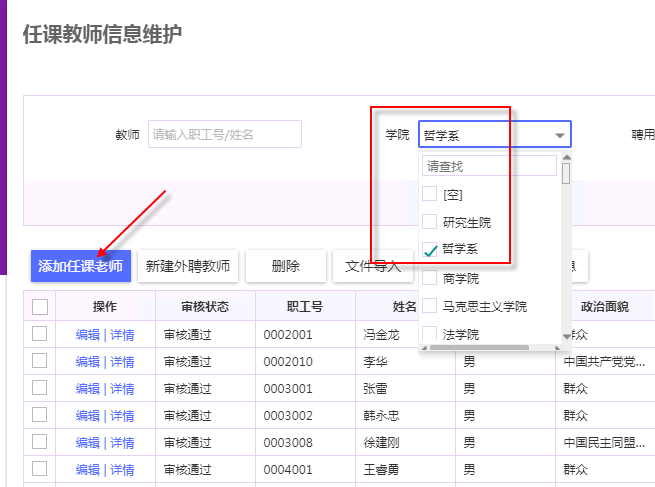 任课教师信息维护
教师 请输入职工号/姓名 学院 哲学系 聘用
请查找
[空]
研究生院
哲学系
商学院
马克思主义学院
法学院
添加任课老师 新建外聘教师 删除 文件导入
操作 审核状态 职工号 姓名 政治面貌
编辑 | 详情 审核通过 0002001 冯金龙 群众
编辑 | 详情 审核通过 0002010 李华 男 中国共产党党...
编辑 | 详情 审核通过 0003001 张雷 男 群众
编辑 | 详情 审核通过 0003002 韩永忠 男 群众
编辑 | 详情 审核通过 0003008 徐建刚 男 中国民主同盟...
编辑 | 详情 审核通过 0004001 王睿勇 男 群众